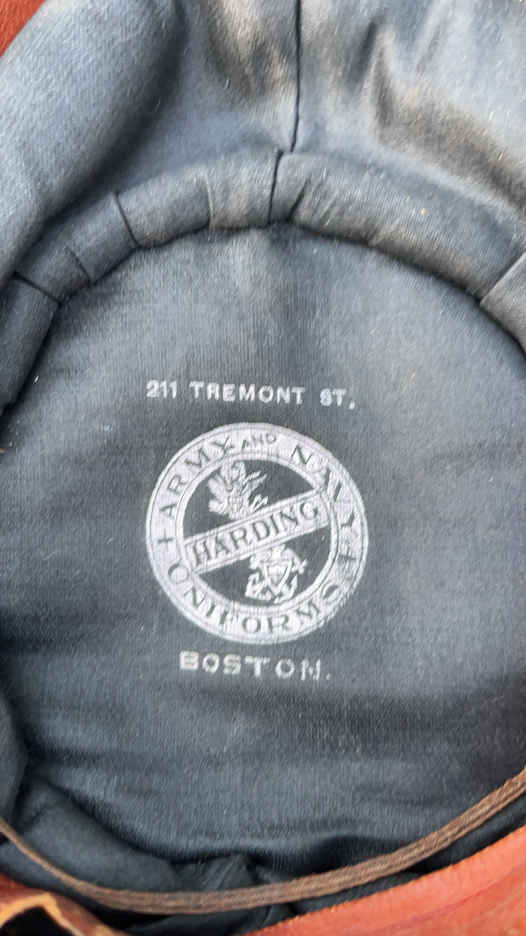 211 TREMONT ST.
ARMY AND NAVY
HARDING
UNIFORMS
BOSTON.